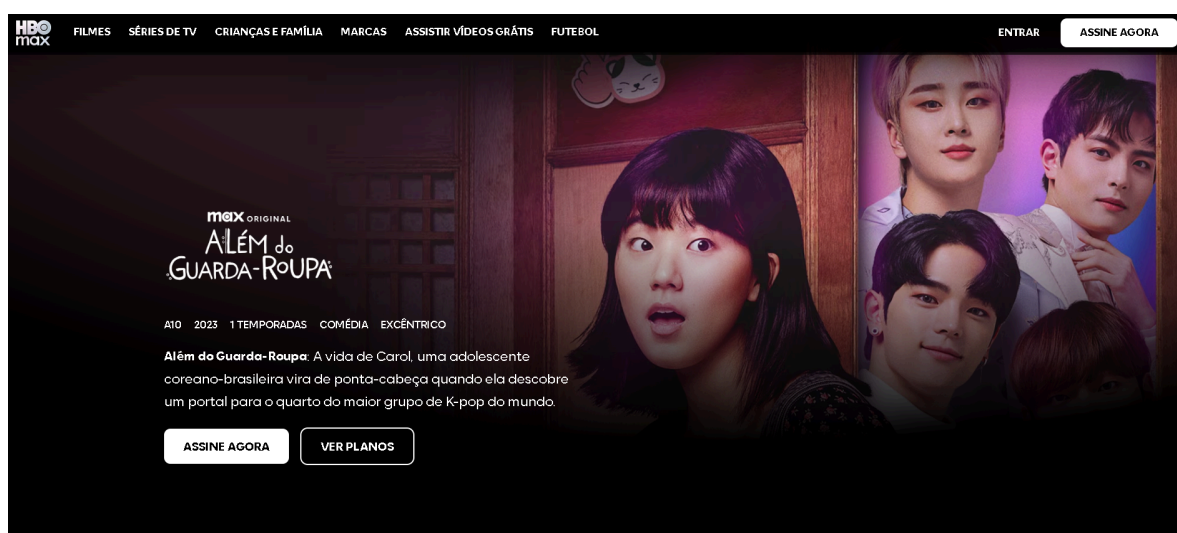 HBO max
FILMES SÉRIES DE TV CRIANÇAS E FAMÍLIA MARCAS ASSISTIR VÍDEOS GRÁTIS FUTEBOL ENTRAR ASSINE AGORA
max ORIGINAL
ALÉM do
GUARDA-ROUPA
A10 2023 1 TEMPORADAS COMÉDIA EXCÊNTRICO
Além do Guarda-Roupa: A vida de Carol, uma adolescente
coreano-brasileira vira de ponta-cabeça quando ela descobre
um portal para o quarto do maior grupo de K-pop do mundo.
ASSINE AGORA VER PLANOS